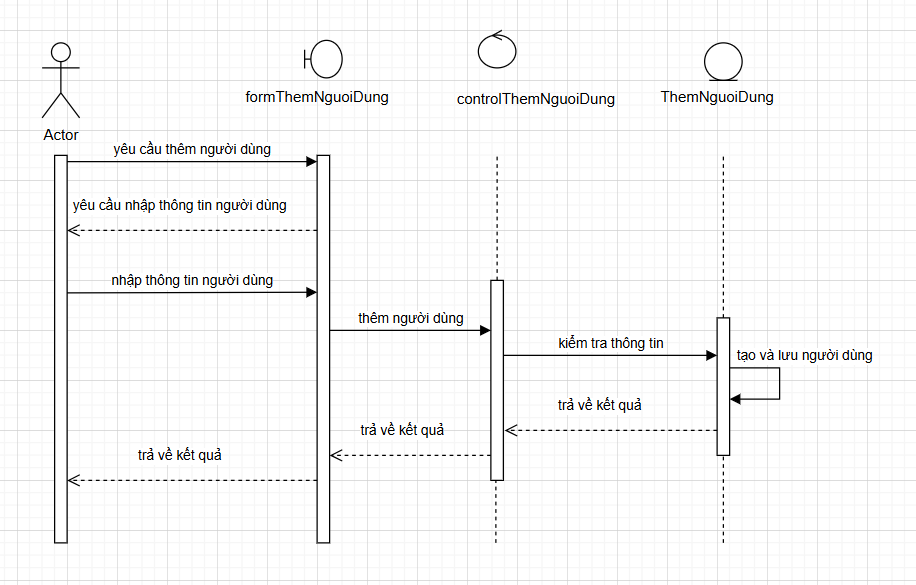 formThemNguoiDung
controlThemNguoiDung
ThemNguoiDung
Actor
yêu cầu thêm người dùng
yêu cầu nhập thông tin người dùng
nhập thông tin người dùng
thêm người dùng
kiểm tra thông tin
tạo và lưu người dùng
trả về kết quả
trả về kết quả
trả về kết quả